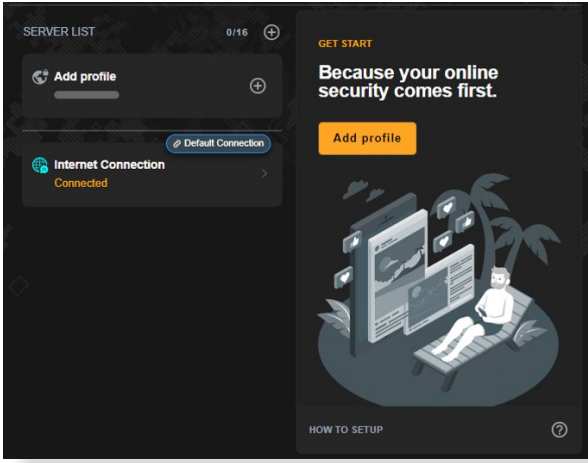 SERVER LIST
0/16
Add profile
Default Connection
Internet Connection
Connected
GET START
Because your online
security comes first.
Add profile
HOW TO SETUP
?